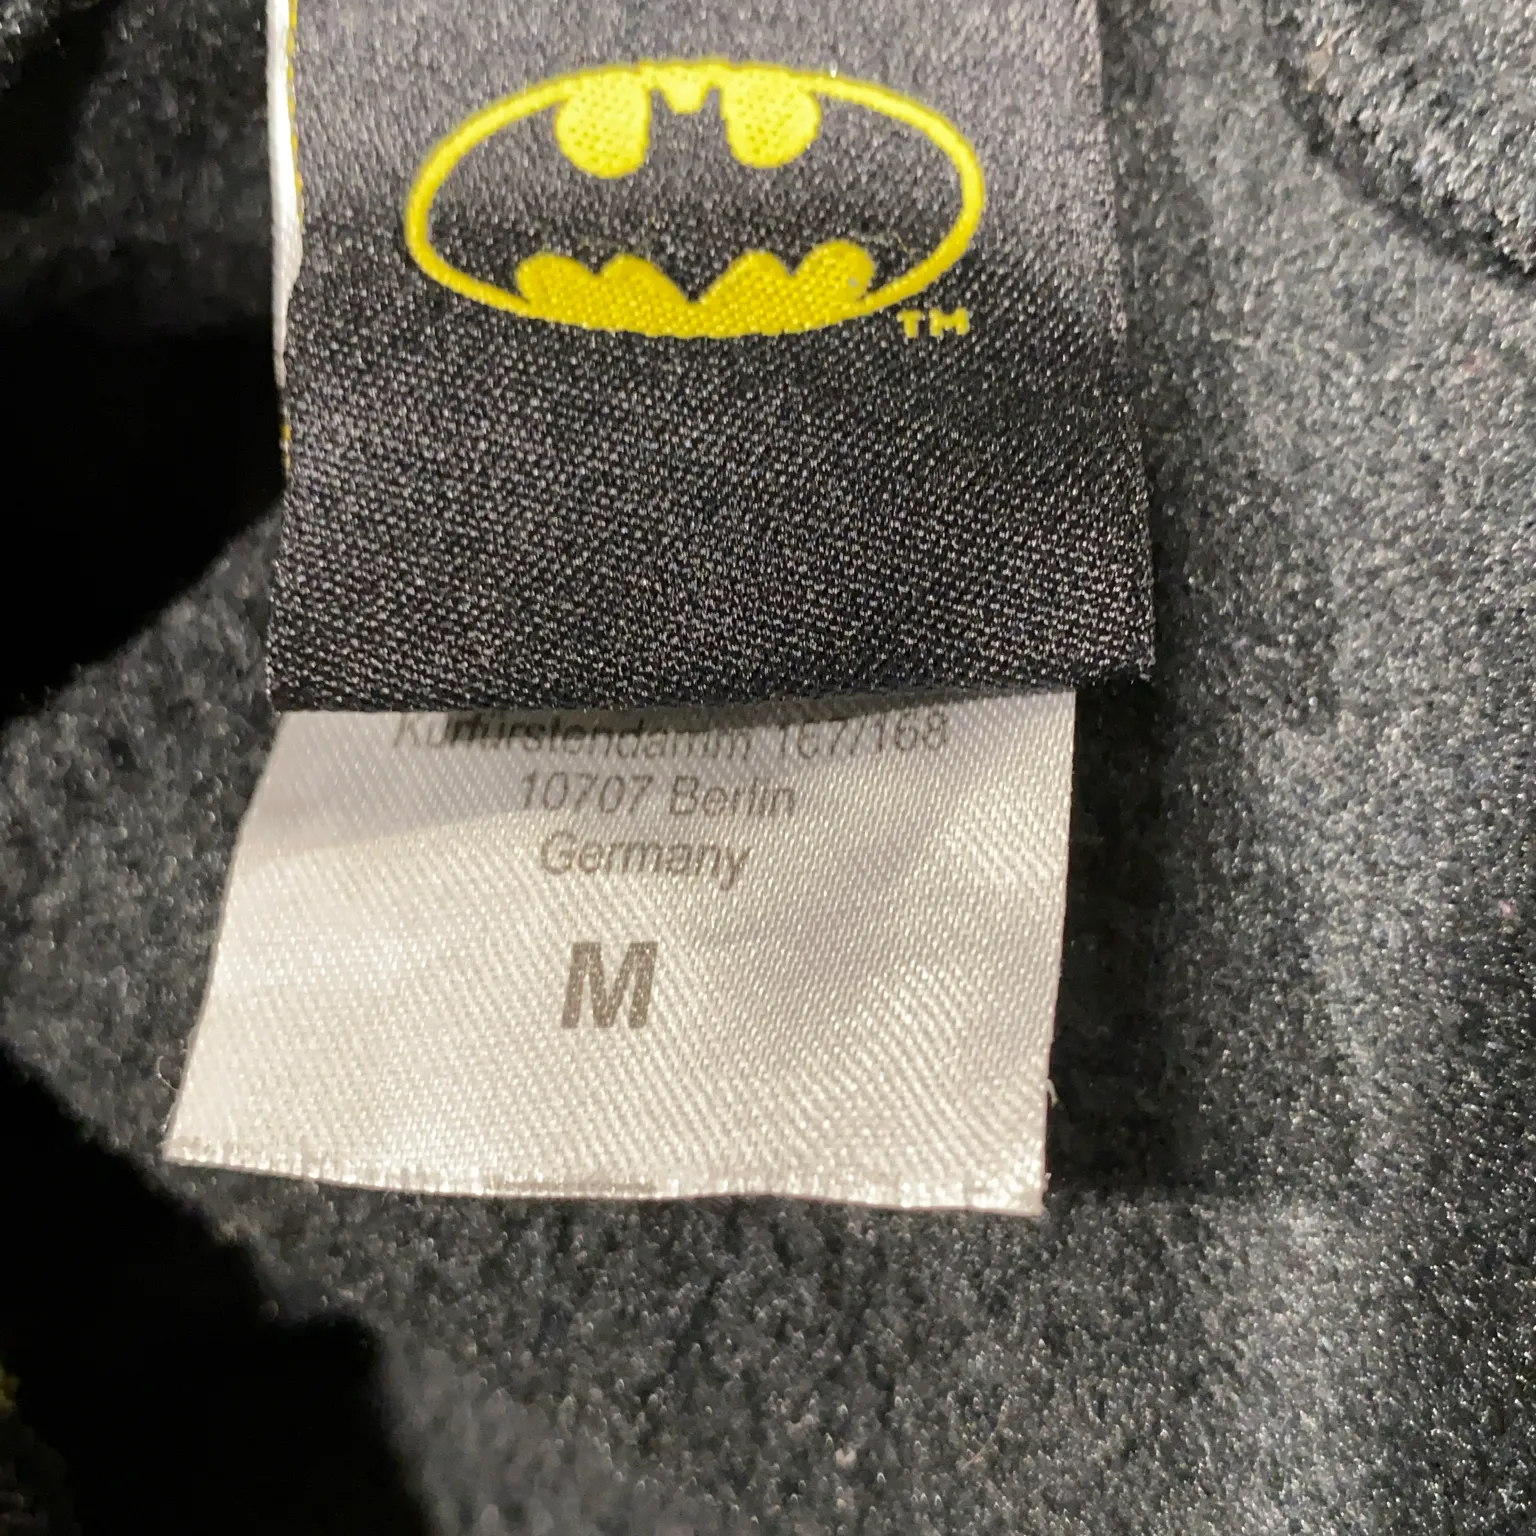 TM
Kurfürstendamm 167/168
10707 Berlin
Germany
M